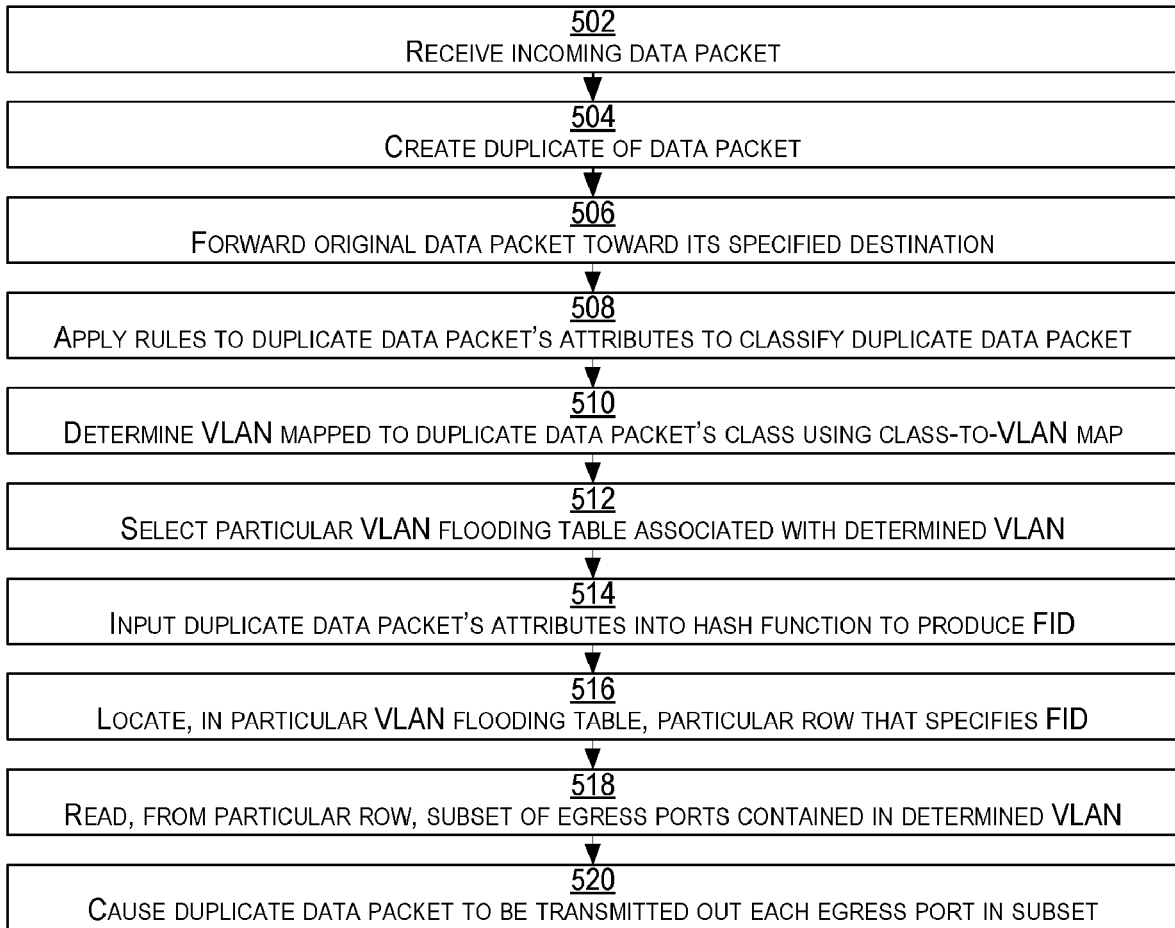 502
RECEIVE INCOMING DATA PACKET
504
CREATE DUPLICATE OF DATA PACKET
506
FORWARD ORIGINAL DATA PACKET TOWARD ITS SPECIFIED DESTINATION
508
APPLY RULES TO DUPLICATE DATA PACKET'S ATTRIBUTES TO CLASSIFY DUPLICATE DATA PACKET
510
DETERMINE VLAN MAPPED TO DUPLICATE DATA PACKET'S CLASS USING CLASS-TO-VLAN MAP
512
SELECT PARTICULAR VLAN FLOODING TABLE ASSOCIATED WITH DETERMINED VLAN
514
INPUT DUPLICATE DATA PACKET'S ATTRIBUTES INTO HASH FUNCTION TO PRODUCE FID
516
LOCATE, IN PARTICULAR VLAN FLOODING TABLE, PARTICULAR ROW THAT SPECIFIES FID
518
READ, FROM PARTICULAR ROW, SUBSET OF EGRESS PORTS CONTAINED IN DETERMINED VLAN
520
CAUSE DUPLICATE DATA PACKET TO BE TRANSMITTED OUT EACH EGRESS PORT IN SUBSET